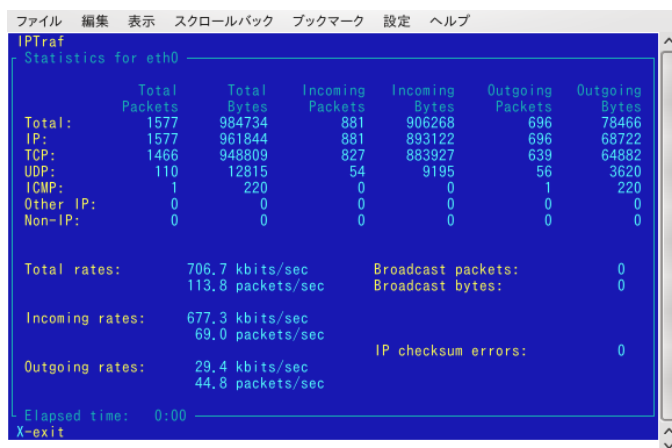 ファイル 編集 表示 スクロールバック ブックマーク 設定 ヘルプ
IPTraf
Statistics for eth0
Total Total Incoming Incoming Outgoing Outgoing
Packets Bytes Packets Bytes Packets Bytes
Total: 1577 984734 881 906268 696 78466
IP: 1577 961844 881 893122 696 68722
TCP: 1466 948809 827 883927 639 64882
UDP: 110 12815 54 9195 56 3620
ICMP: 1 220 0 0 1 220
Other IP: 0 0 0 0 0 0
Non-IP: 0 0 0 0 0 0
Total rates: 706.7 kbits/sec Broadcast packets: 0
113.8 packets/sec Broadcast bytes: 0
Incoming rates: 677.3 kbits/sec
69.0 packets/sec
IP checksum errors: 0
Outgoing rates: 29.4 kbits/sec
44.8 packets/sec
Elapsed time: 0:00
X-exit